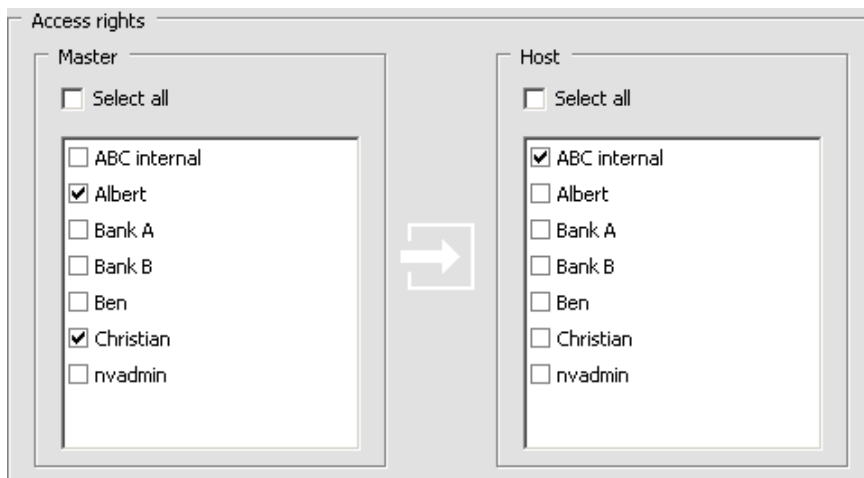 Access rights
Master
Select all
ABC internal
Albert
Bank A
Bank B
Ben
Christian
nvadmin
Host
Select all
ABC internal
Albert
Bank A
Bank B
Ben
Christian
nvadmin